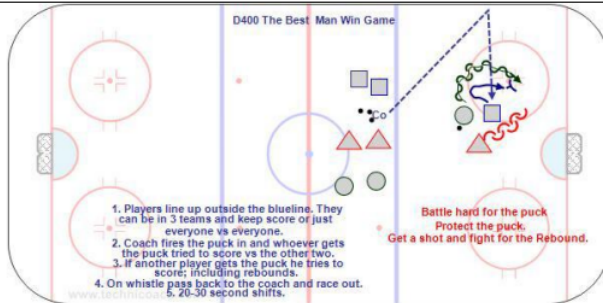 D400 The Best Man Win Game
Co
1. Players line up outside the blueline. They
can be in 3 teams and keep score or just
everyone vs everyone.
2. Coach fires the puck in and whoever gets
the puck tried to score vs the other two.
3. If another player gets the puck he tries to
score; including rebounds.
4. On whistle pass back to the coach and race out.
5. 20-30 second shifts.
Battle hard for the puck
Protect the puck.
Get a shot and fight for the Rebound.